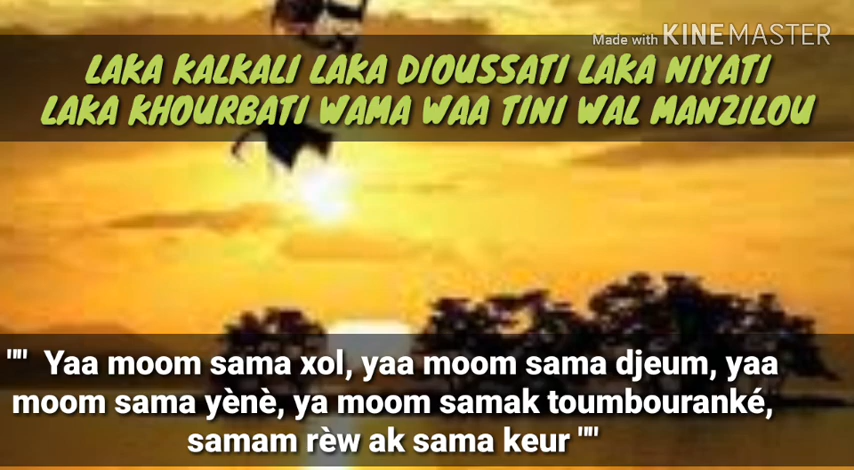 Made with KINEMASTER
LAKA KALKALI LAKA DIOUSSATI LAKA NIYATI
LAKA KHOURBATI WAMA WAA TINI WAL MANZILOU
"" Yaa moom sama xol, yaa moom sama djeum, yaa
moom sama yènè, ya moom samak toumbouranké,
samam rèw ak sama keur ""